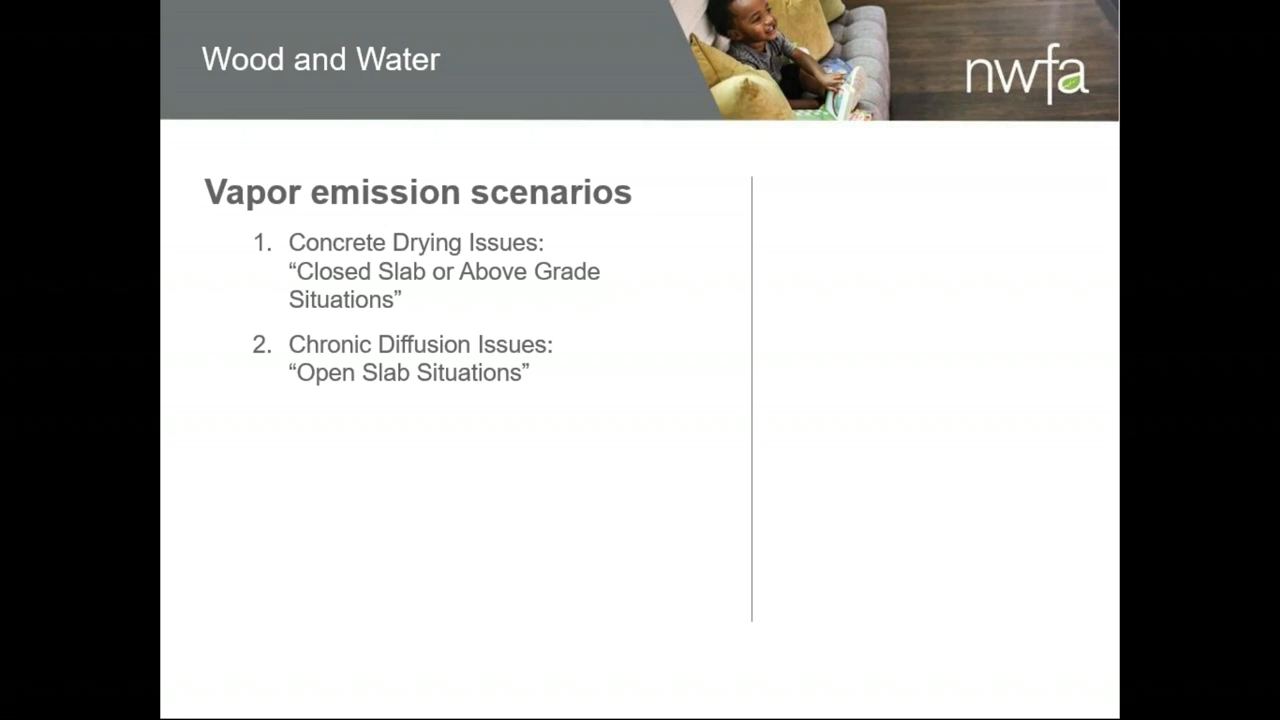 Wood and Water
nwfa
Vapor emission scenarios
1. Concrete Drying Issues:
“Closed Slab or Above Grade
Situations”
2. Chronic Diffusion Issues:
“Open Slab Situations”